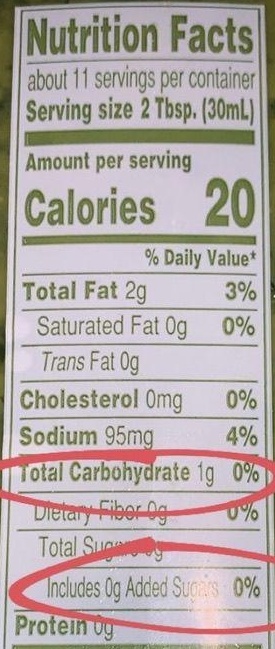 Nutrition Facts
about 11 servings per container
Serving size 2 Tbsp. (30mL)
Amount per serving
Calories 20
% Daily Value*
Total Fat 2g 3%
Saturated Fat 0g 0%
Trans Fat 0g
Cholesterol 0mg 0%
Sodium 95mg 4%
Total Carbohydrate 1g 0%
Dietary Fiber 0g 0%
Total Sugars 0g
Includes 0g Added Sugars 0%
Protein 0g